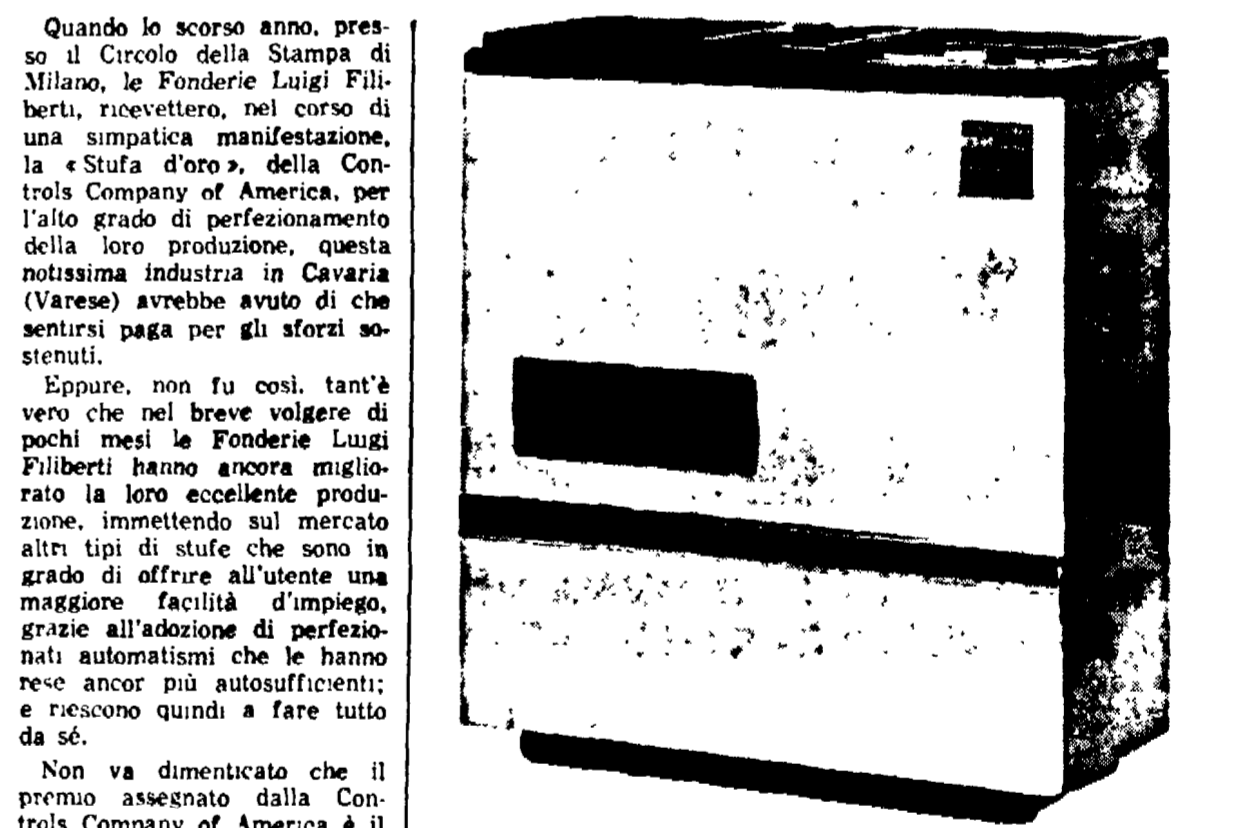 Quando lo scorso anno, pres-
so il Circolo della Stampa di
Milano, le Fonderie Luigi Fili-
berti, ricevettero, nel corso di
una simpatica manifestazione,
la «Stufa d'oro», della Con-
trols Company of America, per
l'alto grado di perfezionamento
della loro produzione, questa
notissima industria in Cavaria
(Varese) avrebbe avuto di che
sentirsi paga per gli sforzi so-
stenuti.
Eppure, non fu così, tant'è
vero che nel breve volgere di
pochi mesi le Fonderie Luigi
Filiberti hanno ancora miglio-
rato la loro eccellente produ-
zione, immettendo sul mercato
altri tipi di stufe che sono in
grado di offrire all'utente una
maggiore facilità d'impiego,
grazie all'adozione di perfezio-
nati automatismi che le hanno
rese ancor più autosufficienti;
e riescono quindi a fare tutto
da sé.
Non va dimenticato che il
premio assegnato dalla Con-
trols Company of America è il